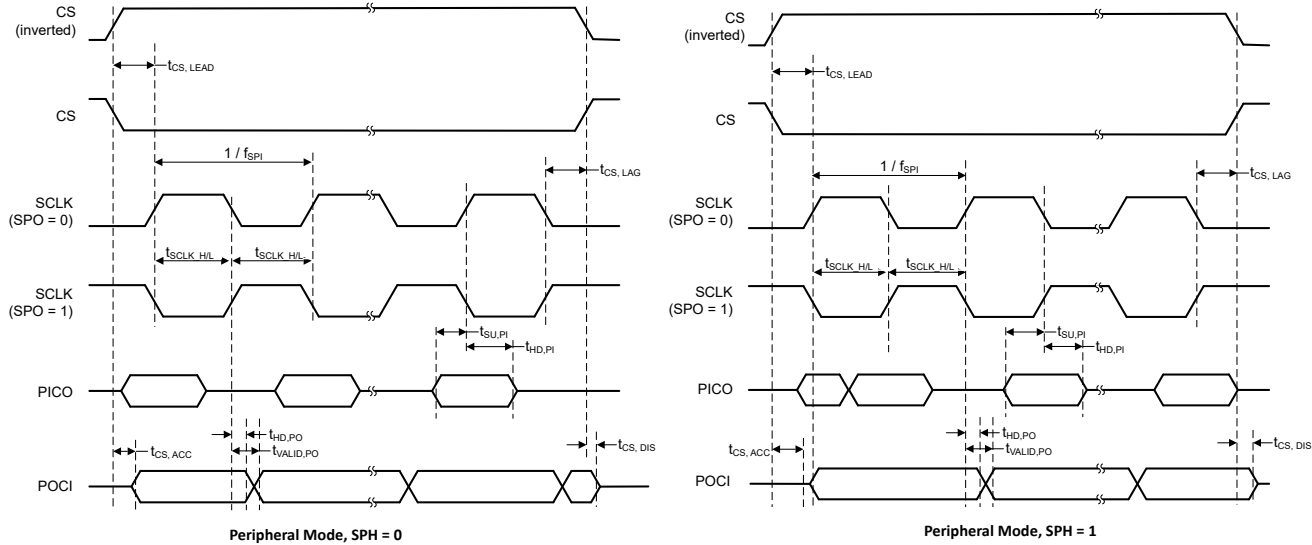 CS
(inverted)
tCS, LEAD
CS
1 / fSPI
tCS, LAG
SCLK
(SPO = 0)
tSCLK_H/L
tSCLK_H/L
SCLK
(SPO = 1)
tSU,PI
tHD,PI
PICO
tHD,PO
tVALID,PO
tCS, ACC
tCS, DIS
POCI
Peripheral Mode, SPH = 0
CS
(inverted)
tCS, LEAD
CS
1 / fSPI
tCS, LAG
SCLK
(SPO = 0)
tSCLK_H/L
tSCLK_H/L
SCLK
(SPO = 1)
tSU,PI
tHD,PI
PICO
tHD,PO
tVALID,PO
tCS,ACC
tCS, DIS
POCI
Peripheral Mode, SPH = 1